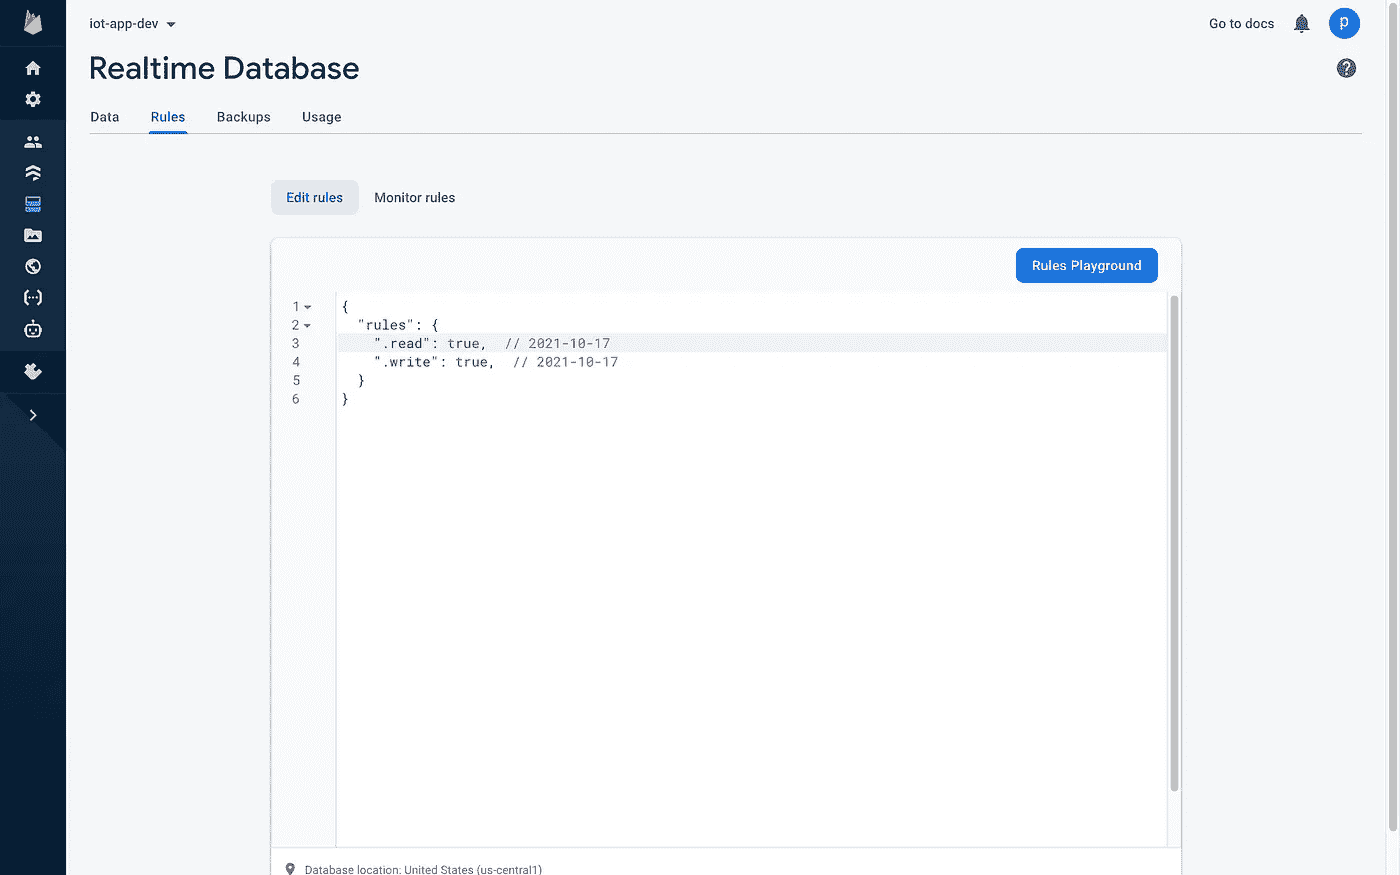 iot-app-dev
Go to docs
p
Realtime Database
Data Rules Backups Usage
Edit rules Monitor rules
Rules Playground
1 {
2 "rules": {
3 ".read": true, // 2021-10-17
4 ".write": true, // 2021-10-17
5 }
6 }
Database location: United States (us-central1)